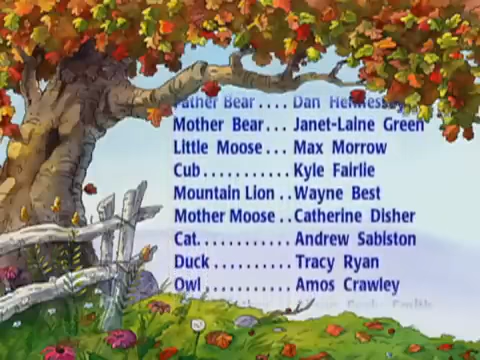 Father Bear.... Dan Hennessey
Mother Bear... Janet-Laine Green
Little Moose... Max Morrow
Cub........... Kyle Fairlie
Mountain Lion.. Wayne Best
Mother Moose.. Catherine Disher
Cat............ Andrew Sabiston
Duck.......... Tracy Ryan
Owl............ Amos Crawley